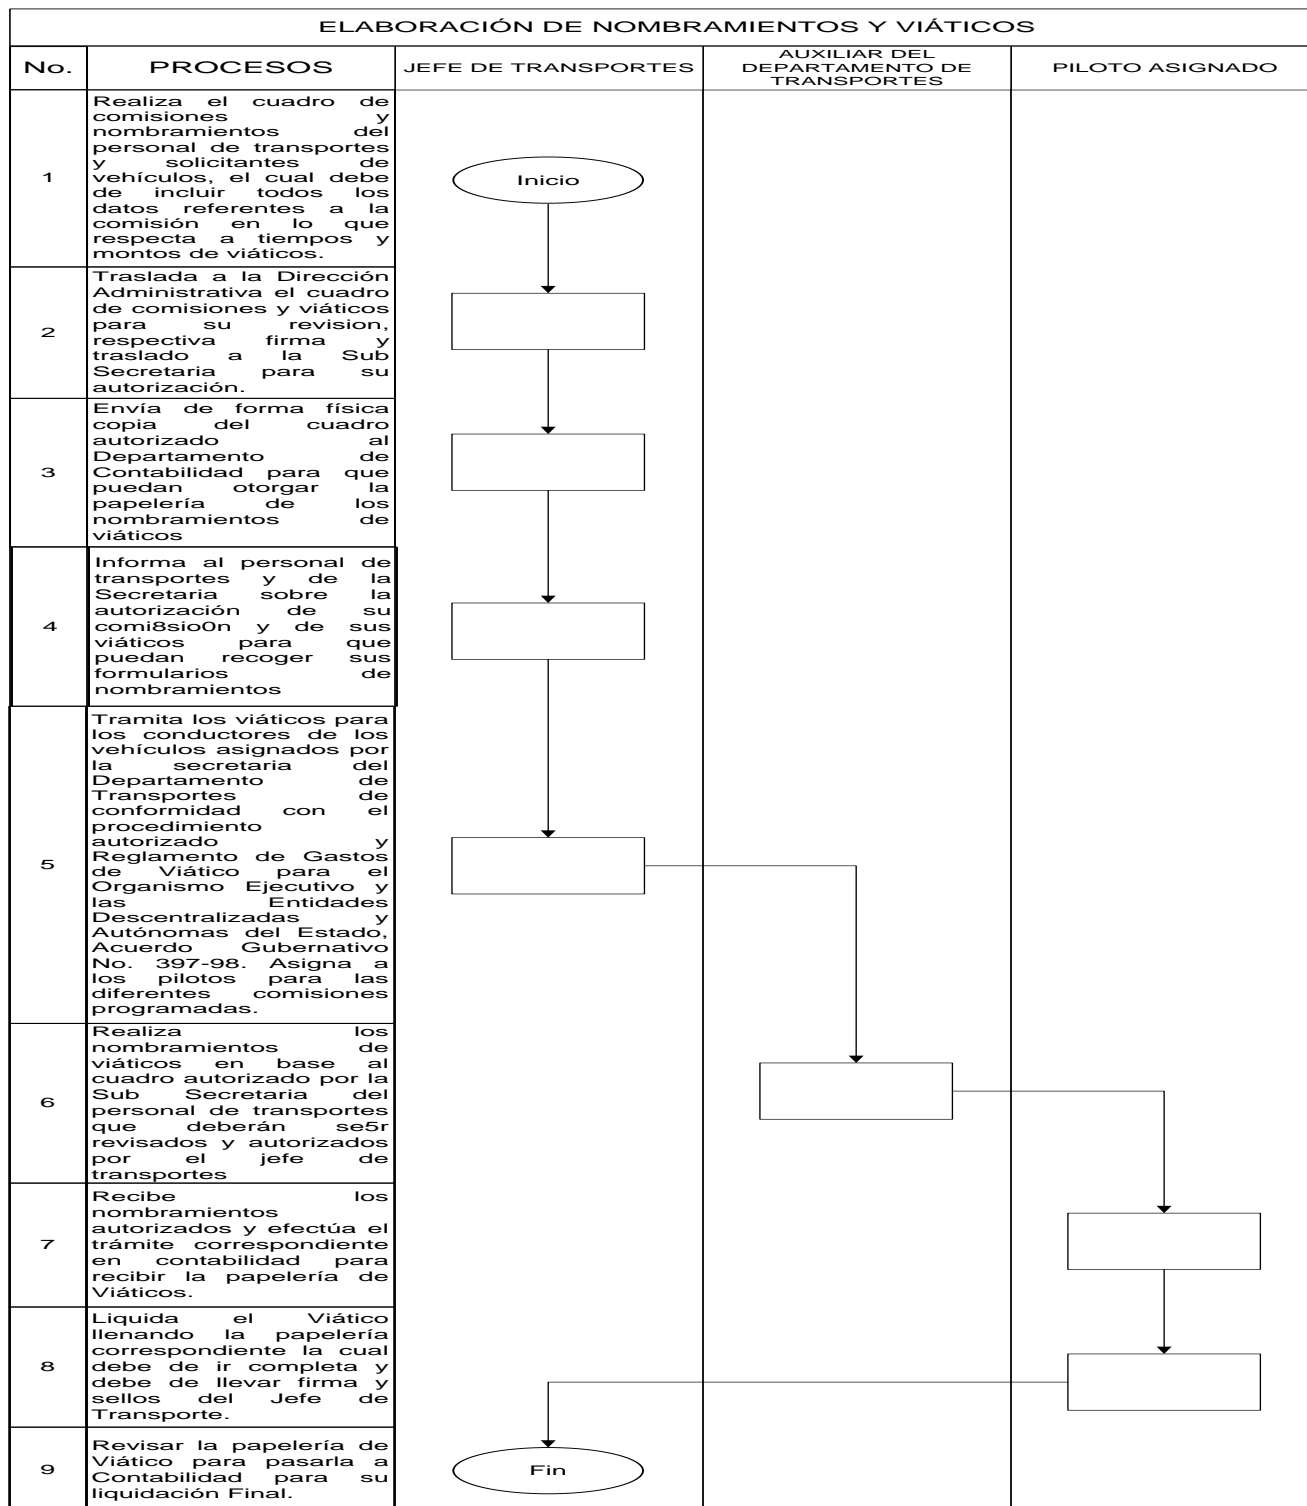 ELABORACIÓN DE NOMBRAMIENTOS Y VIÁTICOS
No.
PROCESOS
JEFE DE TRANSPORTES
AUXILIAR DEL
DEPARTAMENTO DE
TRANSPORTES
PILOTO ASIGNADO
1
Realiza el cuadro de
comisiones y
nombramientos del
personal de transportes
y solicitantes de
vehículos, el cual debe
de incluir todos los
datos referentes a la
comisión en lo que
respecta a tiempos y
montos de viáticos.
Inicio
2
Traslada a la Dirección
Administrativa el cuadro
de comisiones y viáticos
para su revision,
respectiva firma y
traslado a la Sub
Secretaria para su
autorización.
3
Envía de forma física
copia del cuadro
autorizado al
Departamento de
Contabilidad para que
puedan otorgar la
papelería de los
nombramientos de
viáticos
4
Informa al personal de
transportes y de la
Secretaria sobre la
autorización de su
comi8sio0n y de sus
viáticos para que
puedan recoger sus
formularios de
nombramientos
5
Tramita los viáticos para
los conductores de los
vehículos asignados por
la secretaria del
Departamento de
Transportes de
conformidad con el
procedimiento
autorizado y
Reglamento de Gastos
de Viático para el
Organismo Ejecutivo y
las Entidades
Descentralizadas y
Autónomas del Estado,
Acuerdo Gubernativo
No. 397-98. Asigna a
los pilotos para las
diferentes comisiones
programadas.
6
Realiza los
nombramientos de
viáticos en base al
cuadro autorizado por la
Sub Secretaria del
personal de transportes
que deberán se5r
revisados y autorizados
por el jefe de
transportes
7
Recibe los
nombramientos
autorizados y efectúa el
trámite correspondiente
en contabilidad para
recibir la papelería de
Viáticos.
8
Liquida el Viático
llenando la papelería
correspondiente la cual
debe de ir completa y
debe de llevar firma y
sellos del Jefe de
Transporte.
9
Revisar la papelería de
Viático para pasarla a
Contabilidad para su
liquidación Final.
Fin